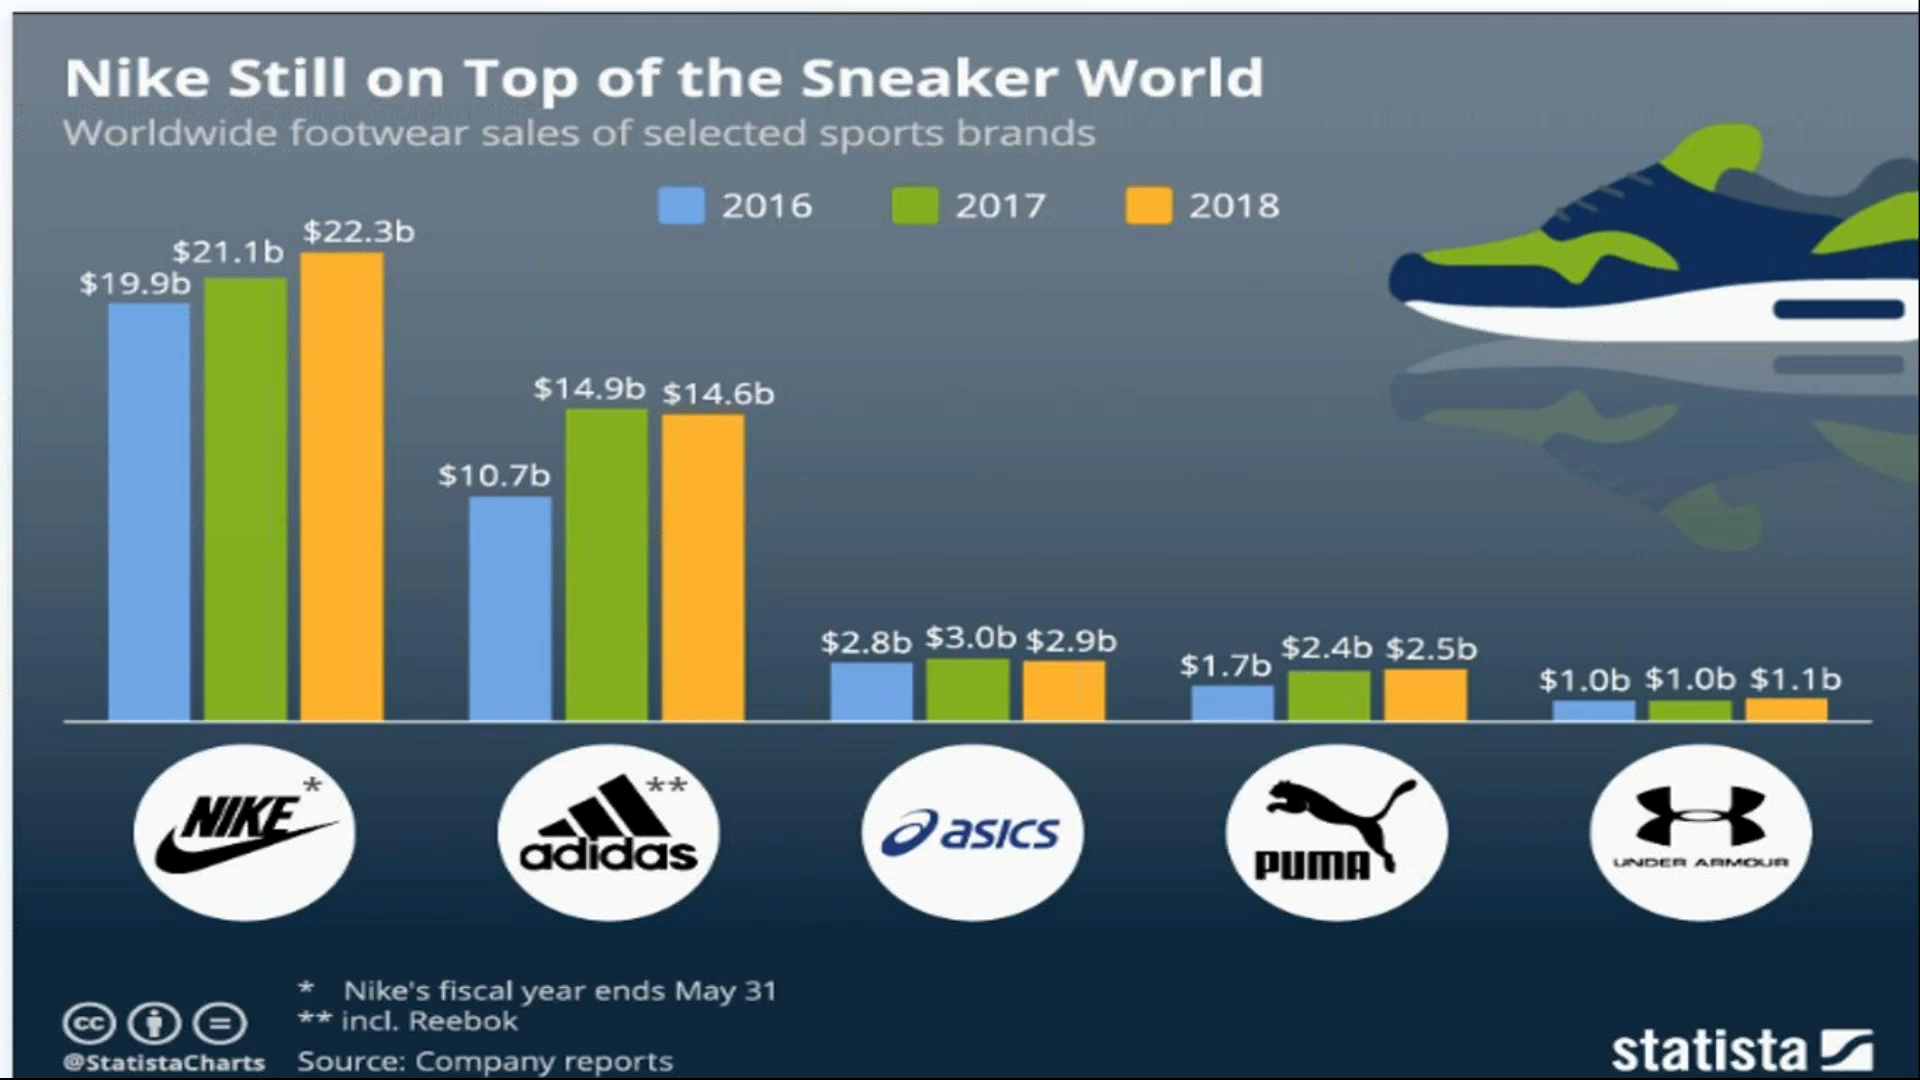 Nike Still on Top of the Sneaker World
Worldwide footwear sales of selected sports brands
2016 2017 2018
$19.9b $21.1b $22.3b
$10.7b $14.9b $14.6b
$2.8b $3.0b $2.9b
$1.7b $2.4b $2.5b
$1.0b $1.0b $1.1b
NIKE *
adidas **
asics
PUMA
UNDER ARMOUR
* Nike's fiscal year ends May 31
** incl. Reebok
cc
@StatistaCharts
Source: Company reports
statista